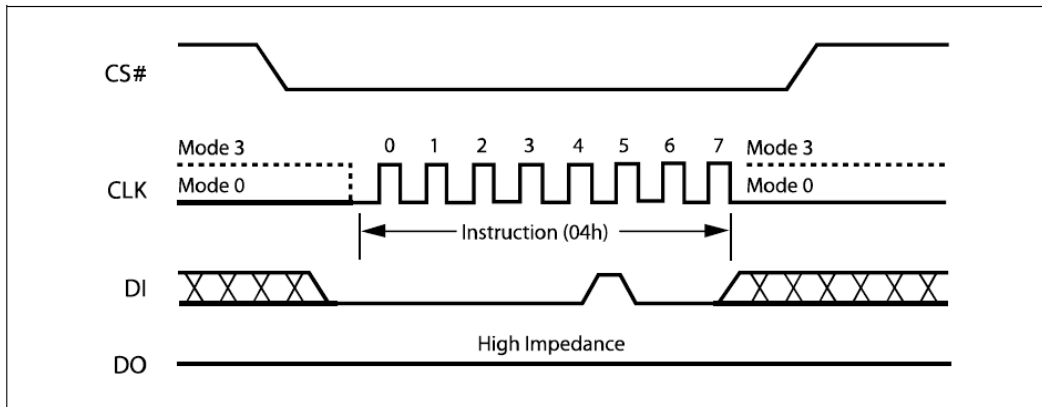 CS#
0 1 2 3 4 5 6 7
Mode 3
Mode 3
CLK
Mode 0
Mode 0
Instruction (04h)
DI
High Impedance
DO